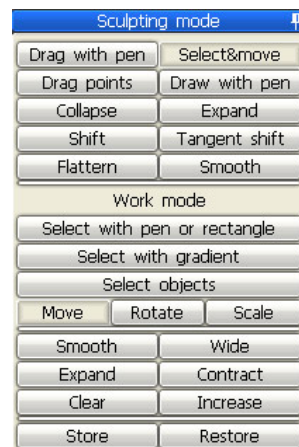 Sculpting mode
Drag with pen Select&move
Drag points Draw with pen
Collapse Expand
Shift Tangent shift
Flattern Smooth
Work mode
Select with pen or rectangle
Select with gradient
Select objects
Move Rotate Scale
Smooth Wide
Expand Contract
Clear Increase
Store Restore